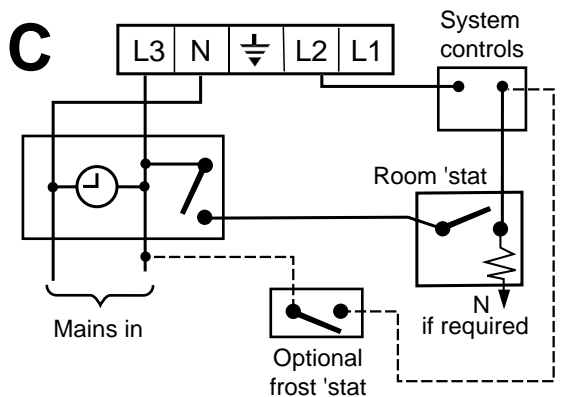 C
L3 N L2 L1
System
controls
Room 'stat
N
if required
Mains in
Optional
frost 'stat